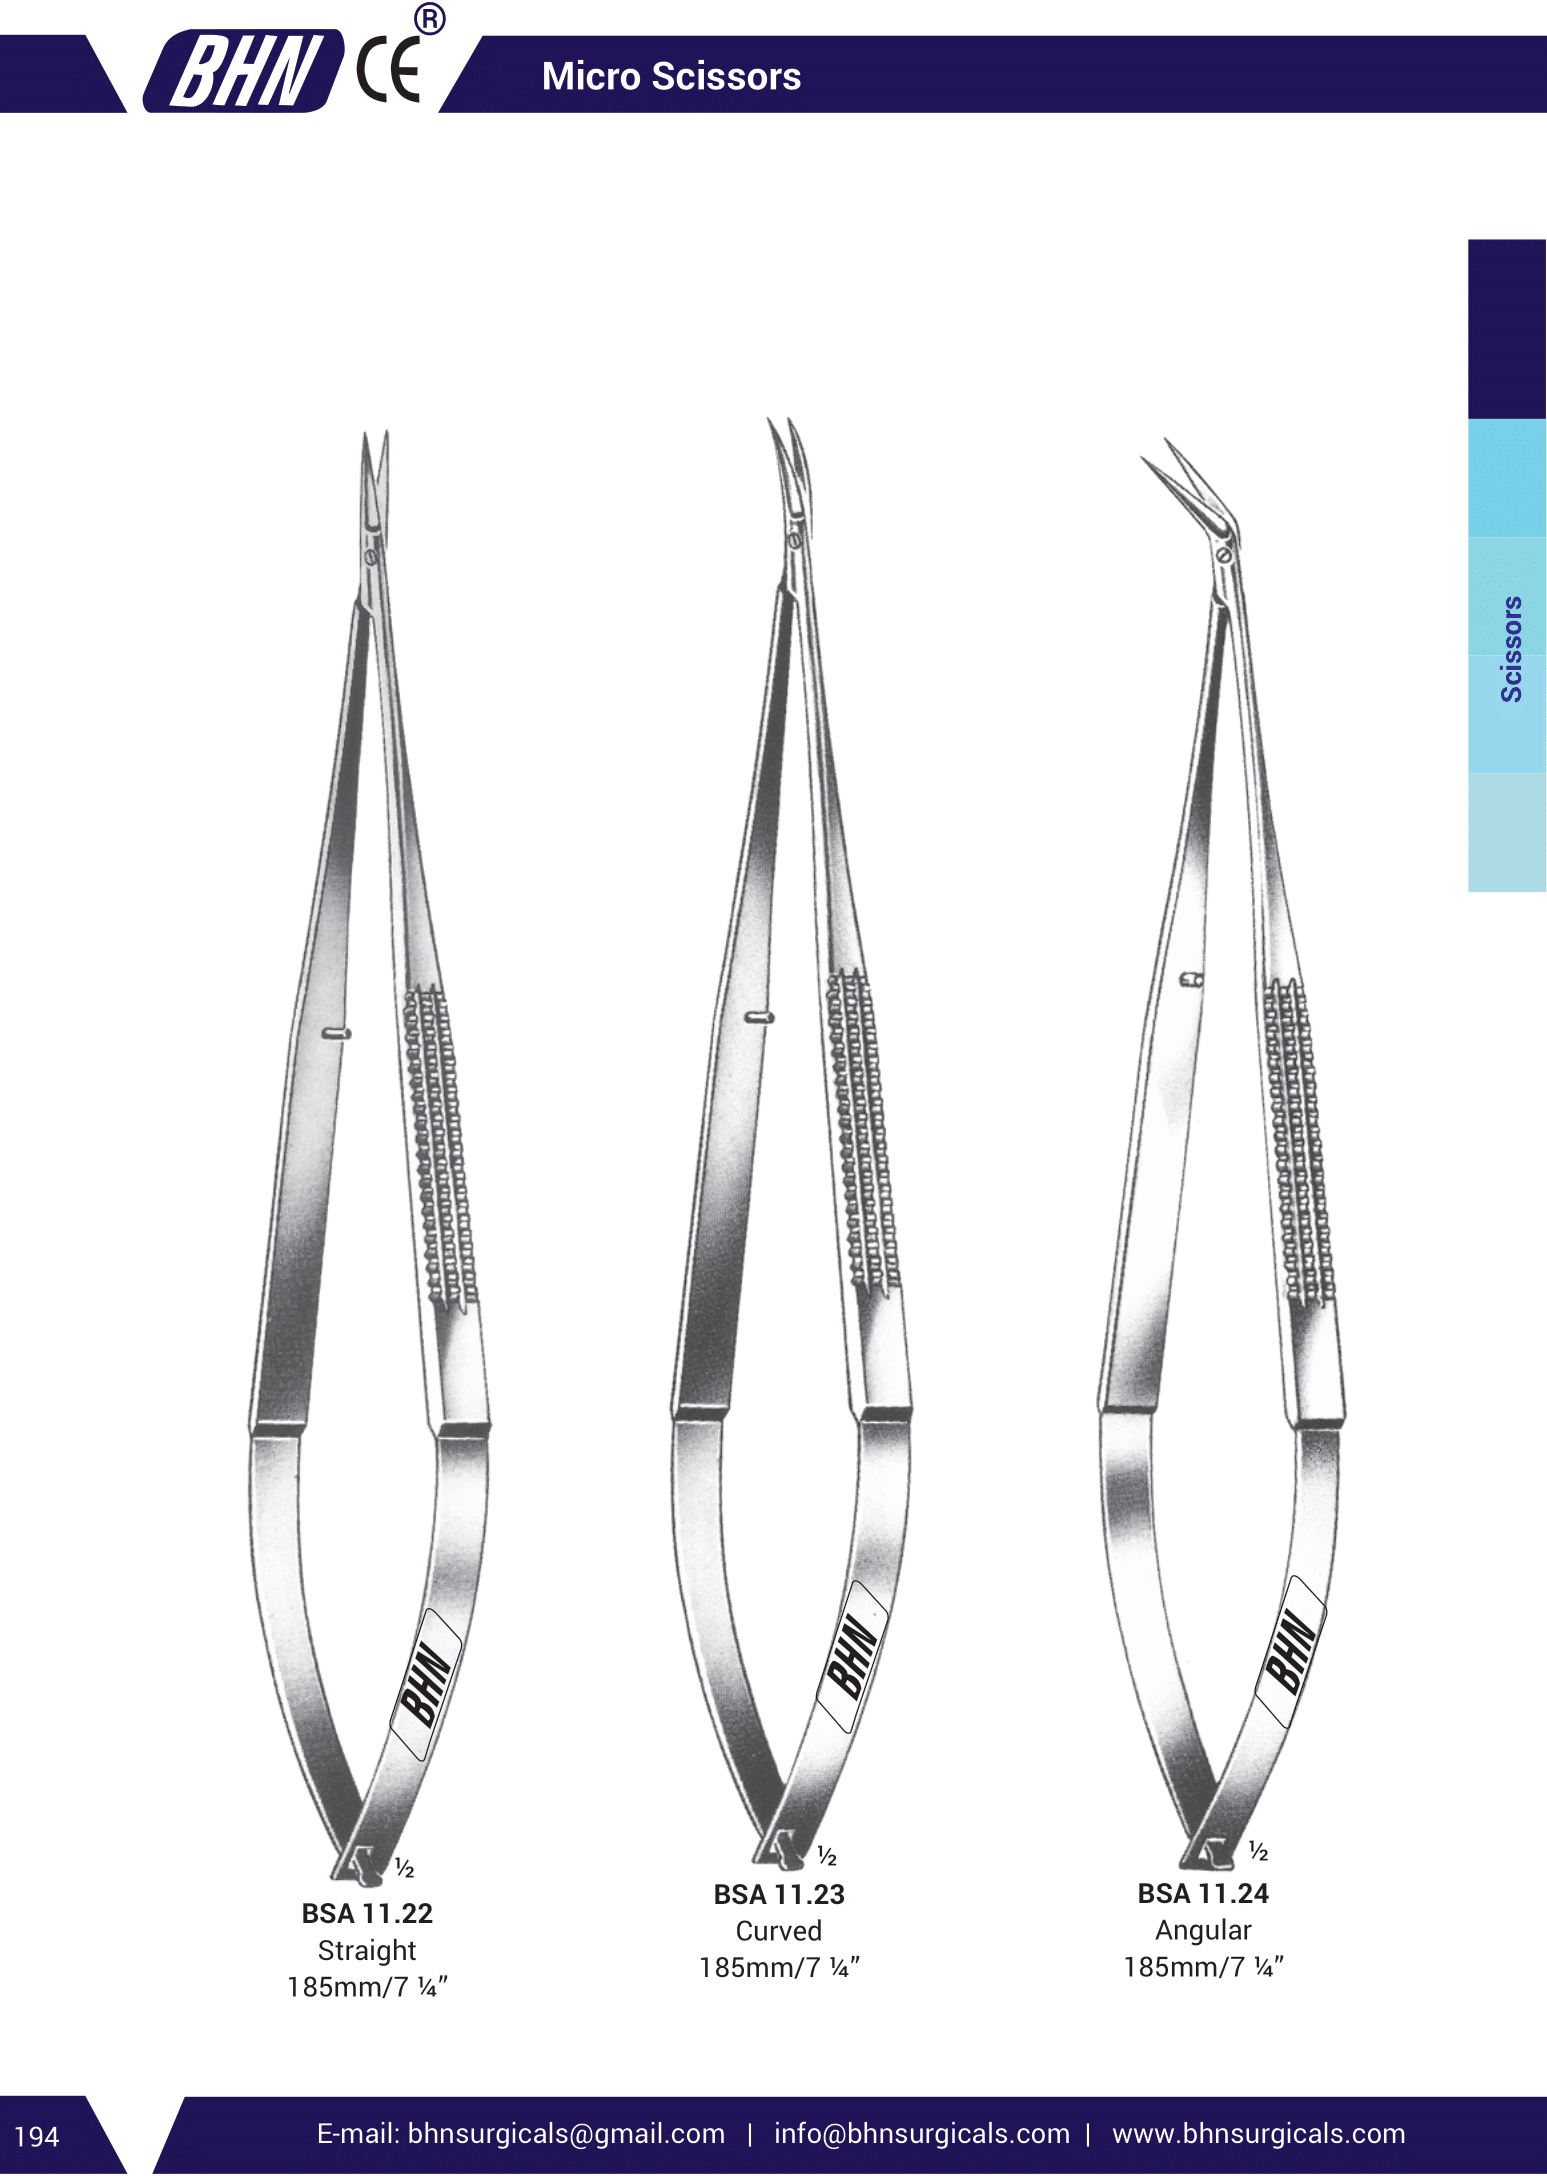 BHN CE ®
Micro Scissors
Scissors
BHN
BHN
BHN
½
BSA 11.22
Straight
185mm/7 ¼”
½
BSA 11.23
Curved
185mm/7 ¼”
½
BSA 11.24
Angular
185mm/7 ¼”
194
E-mail: bhnsurgicals@gmail.com | info@bhnsurgicals.com | www.bhnsurgicals.com